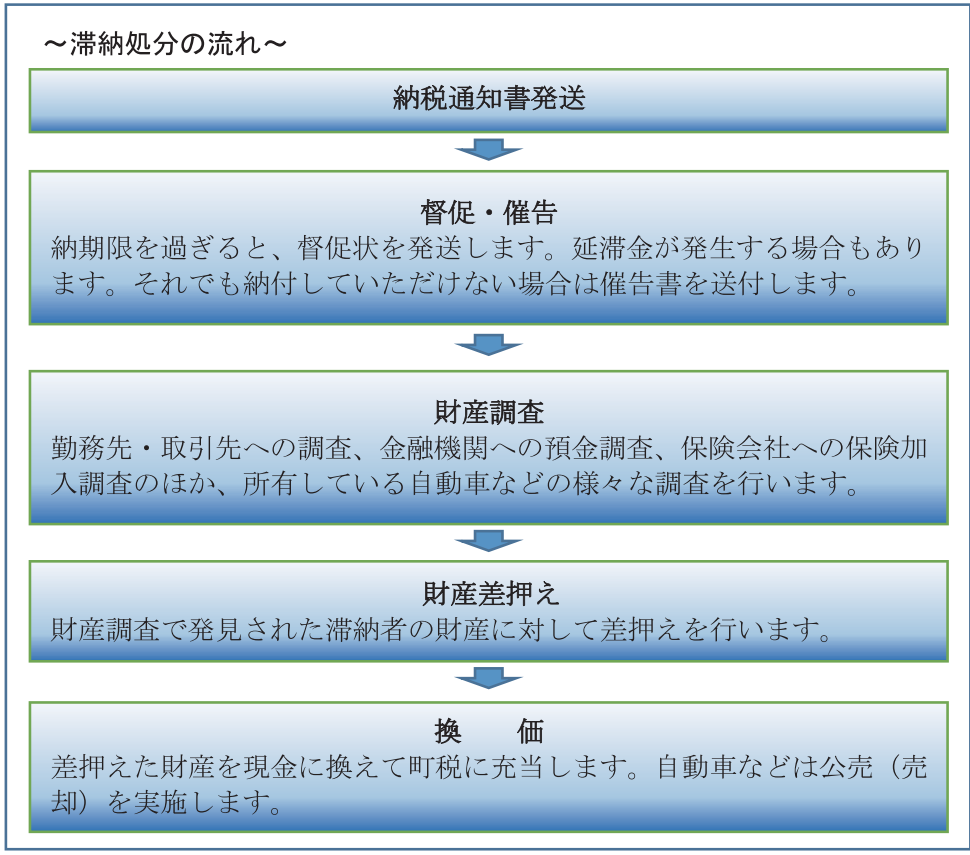 ～滞納処分の流れ～
納税通知書発送
督促・催告
納期限を過ぎると、督促状を発送します。延滞金が発生する場合もあり
ます。それでも納付していただけない場合は催告書を送付します。
財産調査
勤務先・取引先への調査、金融機関への預金調査、保険会社への保険加
入調査のほか、所有している自動車などの様々な調査を行います。
財産差押え
財産調査で発見された滞納者の財産に対して差押えを行います。
換　　価
差押えた財産を現金に換えて町税に充当します。自動車などは公売（売
却）を実施します。